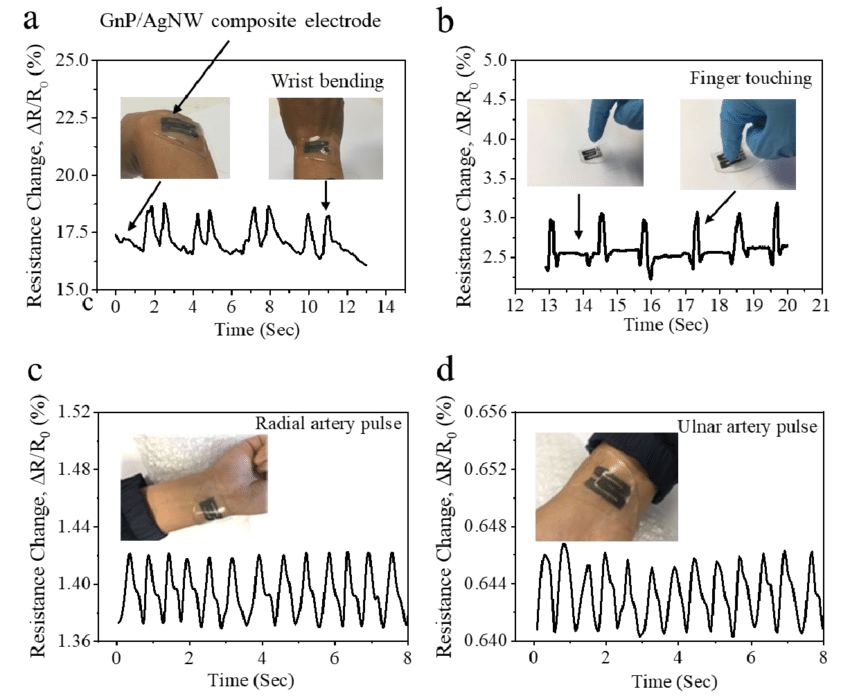 a
GnP/AgNW composite electrode
Resistance Change, ΔR/R0 (%)
25.0
22.5
20.0
17.5
15.0
Wrist bending
c
0 2 4 6 8 10 12 14
Time (Sec)
b
Resistance Change, ΔR/R0 (%)
5.0
4.5
4.0
3.5
3.0
2.5
Finger touching
12 13 14 15 16 17 18 19 20 21
Time (Sec)
c
Resistance Change, ΔR/R0 (%)
1.52
1.48
1.44
1.40
1.36
Radial artery pulse
0 2 4 6 8
Time (Sec)
d
Resistance Change, ΔR/R0 (%)
0.656
0.652
0.648
0.644
0.640
Ulnar artery pulse
0 2 4 6 8
Time (Sec)